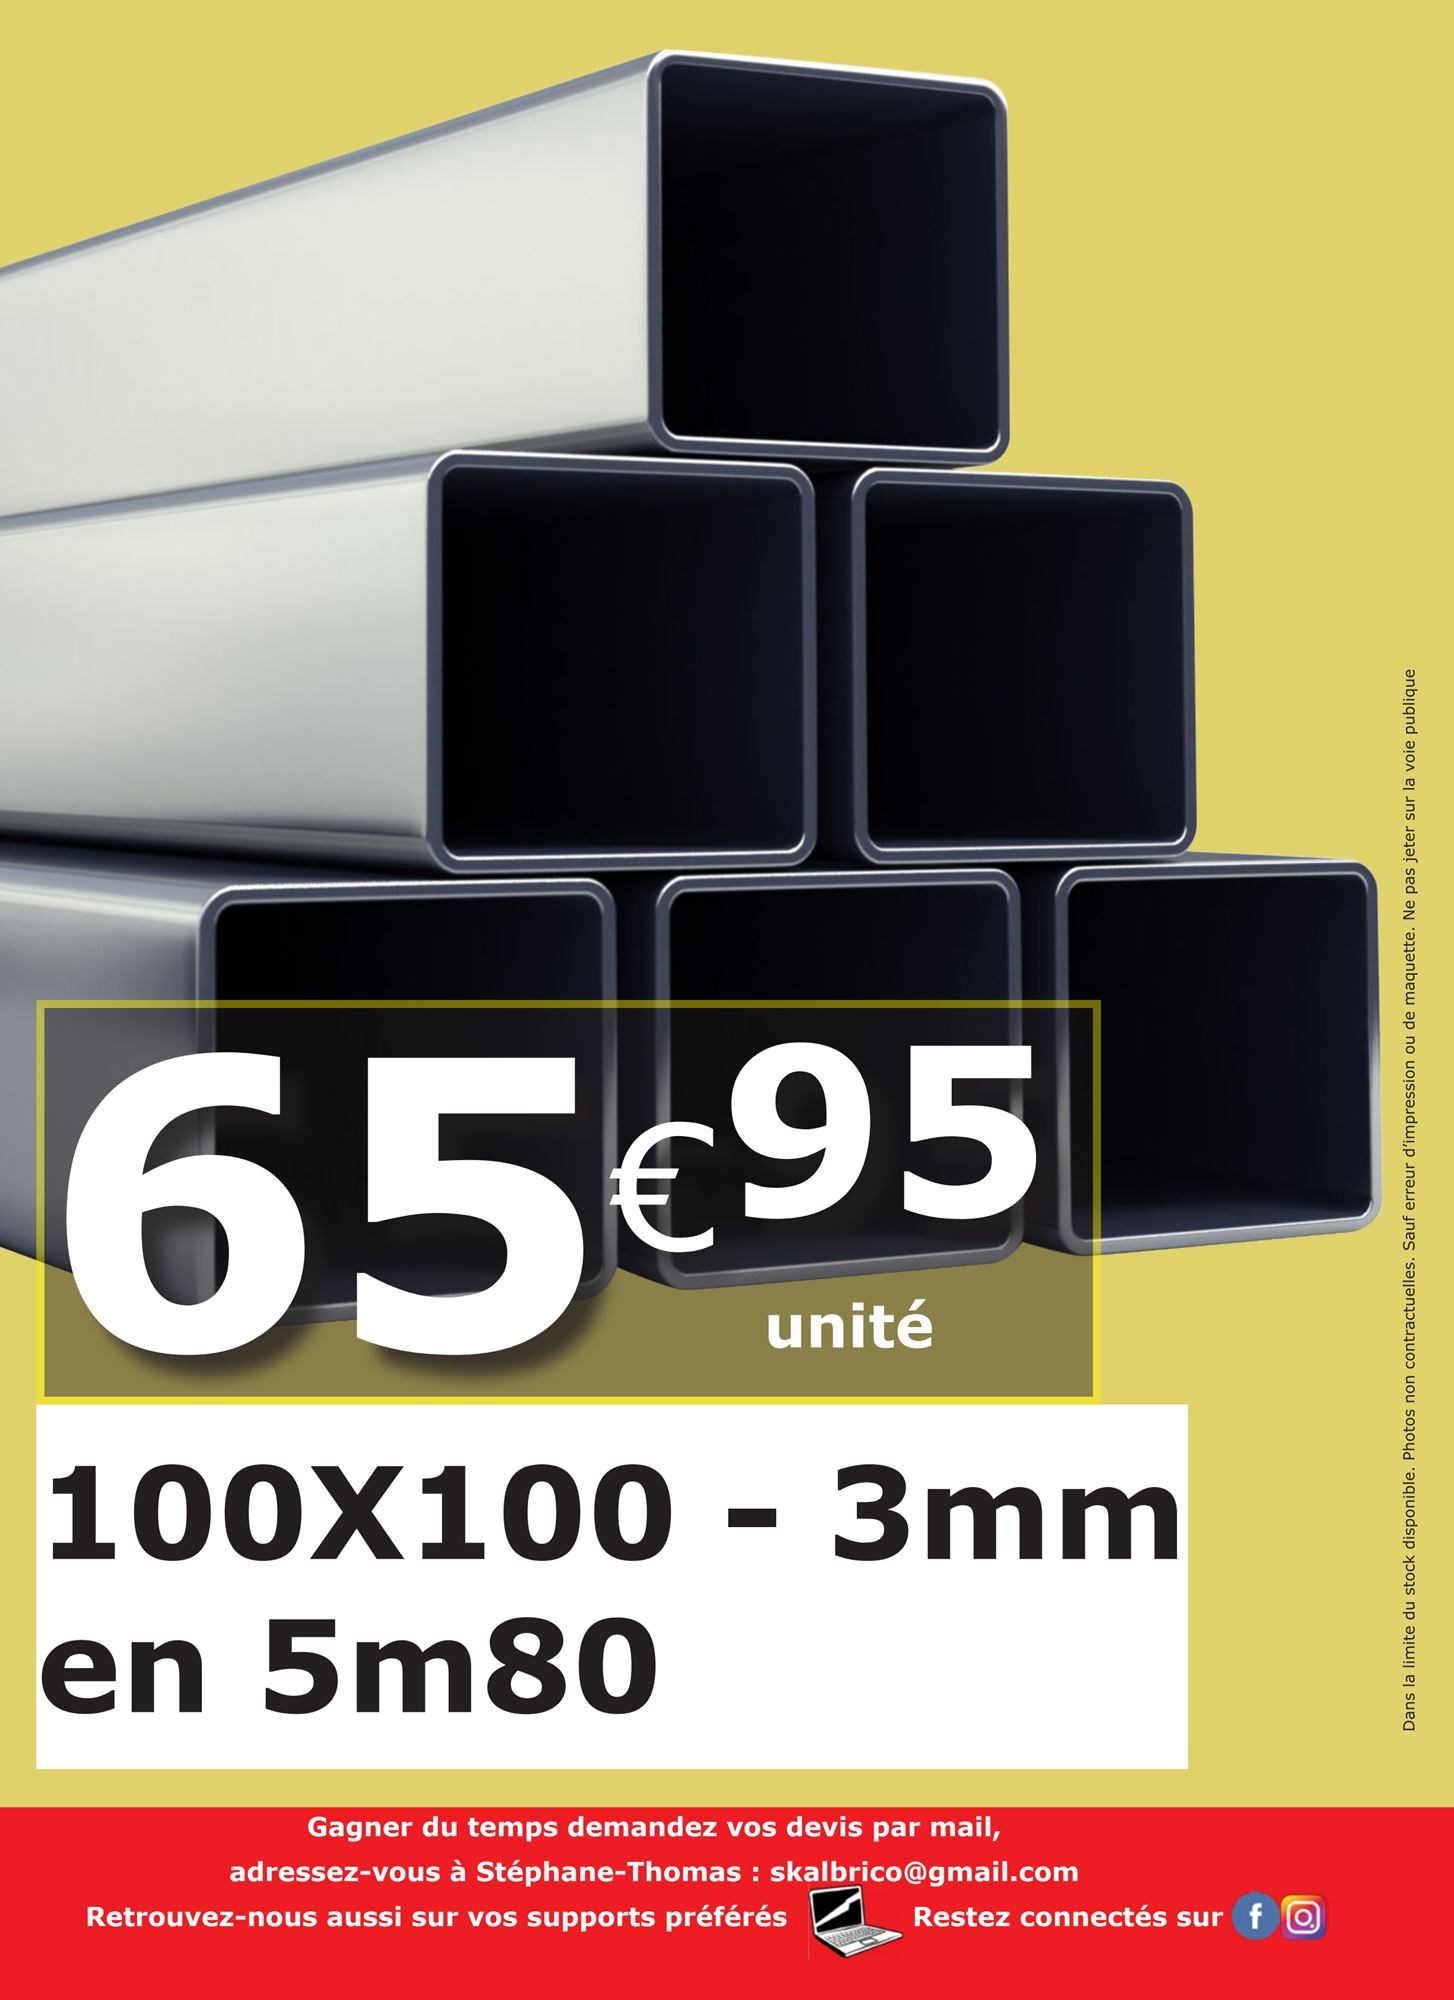 65€95
unité
100X100 - 3mm
en 5m80
Gagner du temps demandez vos devis par mail,
adressez-vous à Stéphane-Thomas : skalbrico@gmail.com
Retrouvez-nous aussi sur vos supports préférés Restez connectés sur f
Dans la limite du stock disponible. Photos non contractuelles. Sauf erreur d'impression ou de maquette. Ne pas jeter sur la voie publique